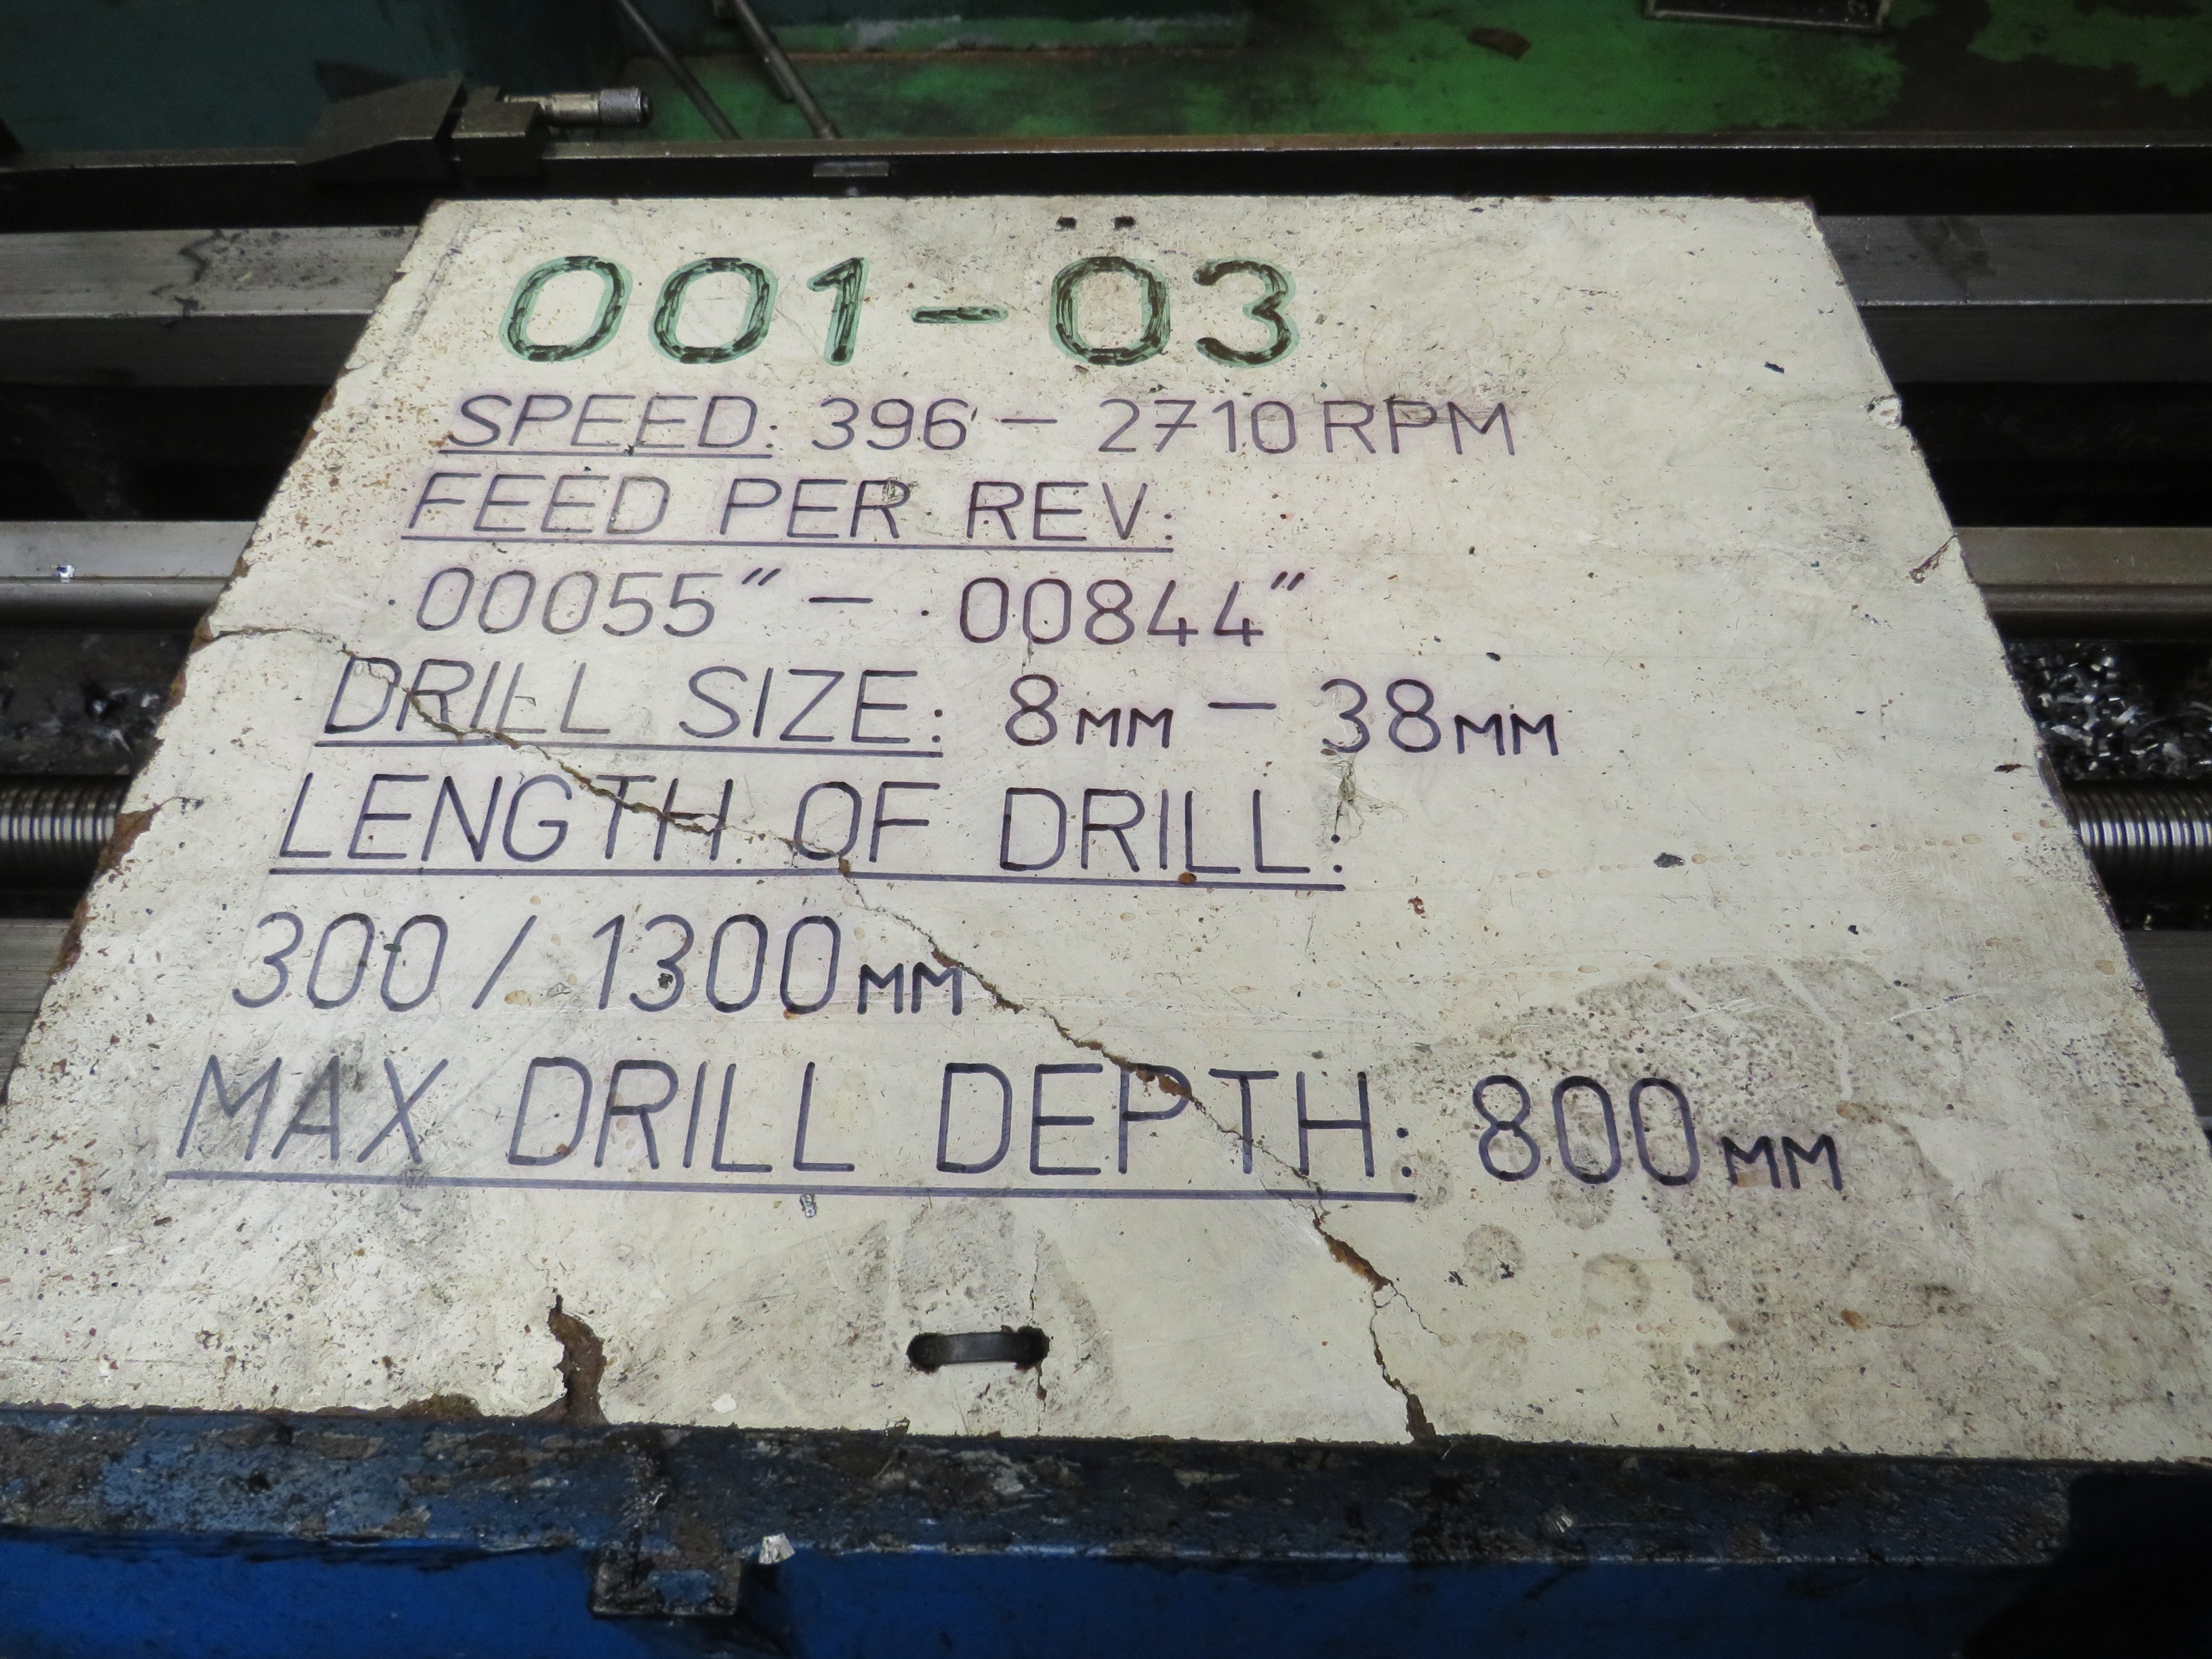 001-03
SPEED: 396 - 2710 RPM
FEED PER REV:
.00055" - .00844"
DRILL SIZE: 8MM - 38MM
LENGTH OF DRILL:
300 / 1300MM
MAX DRILL DEPTH: 800MM